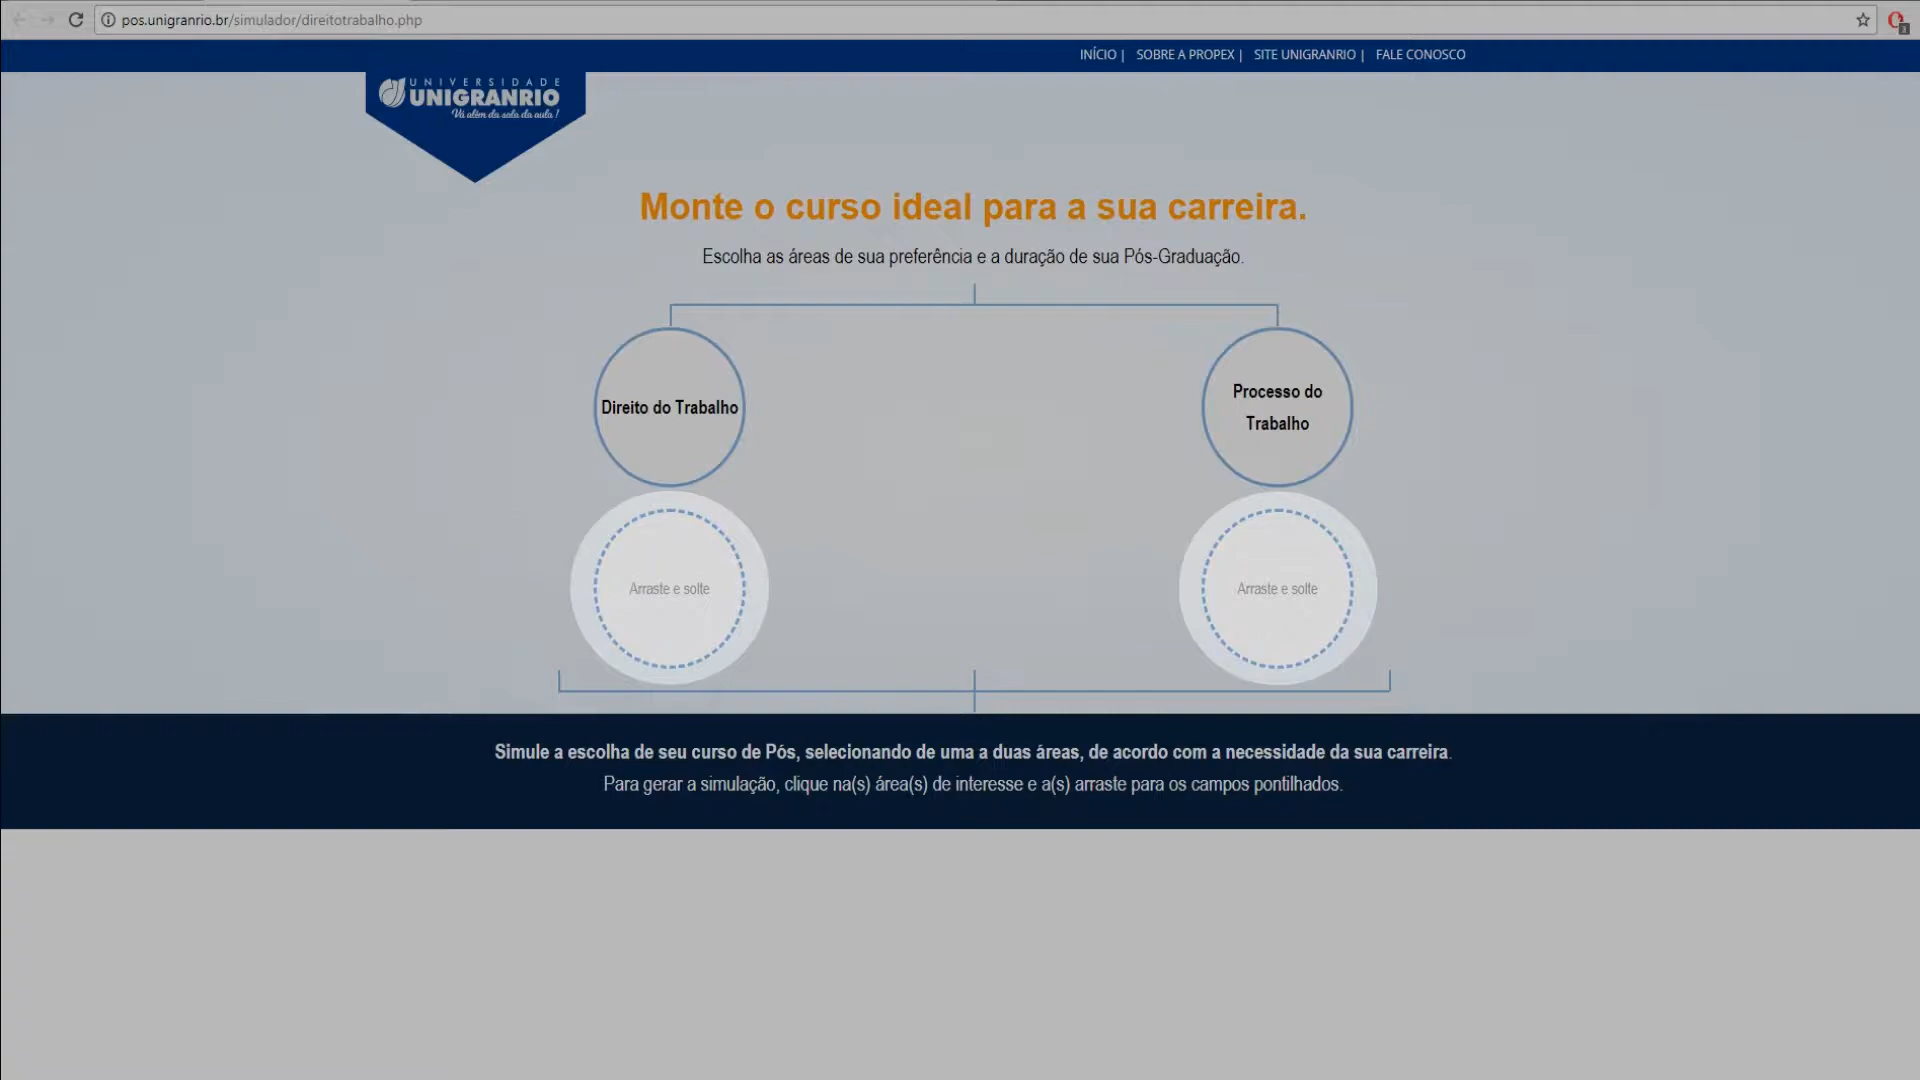 pos.unigranrio.br/simulador/direitotrabalho.php
3
INÍCIO | SOBRE A PROPEX | SITE UNIGRANRIO | FALE CONOSCO
UNIVERSIDADE
UNIGRANRIO
Vá além da sala da aula !
Monte o curso ideal para a sua carreira.
Escolha as áreas de sua preferência e a duração de sua Pós-Graduação.
Direito do Trabalho
Processo do
Trabalho
Arraste e solte
Arraste e solte
Simule a escolha de seu curso de Pós, selecionando de uma a duas áreas, de acordo com a necessidade da sua carreira.
Para gerar a simulação, clique na(s) área(s) de interesse e a(s) arraste para os campos pontilhados.